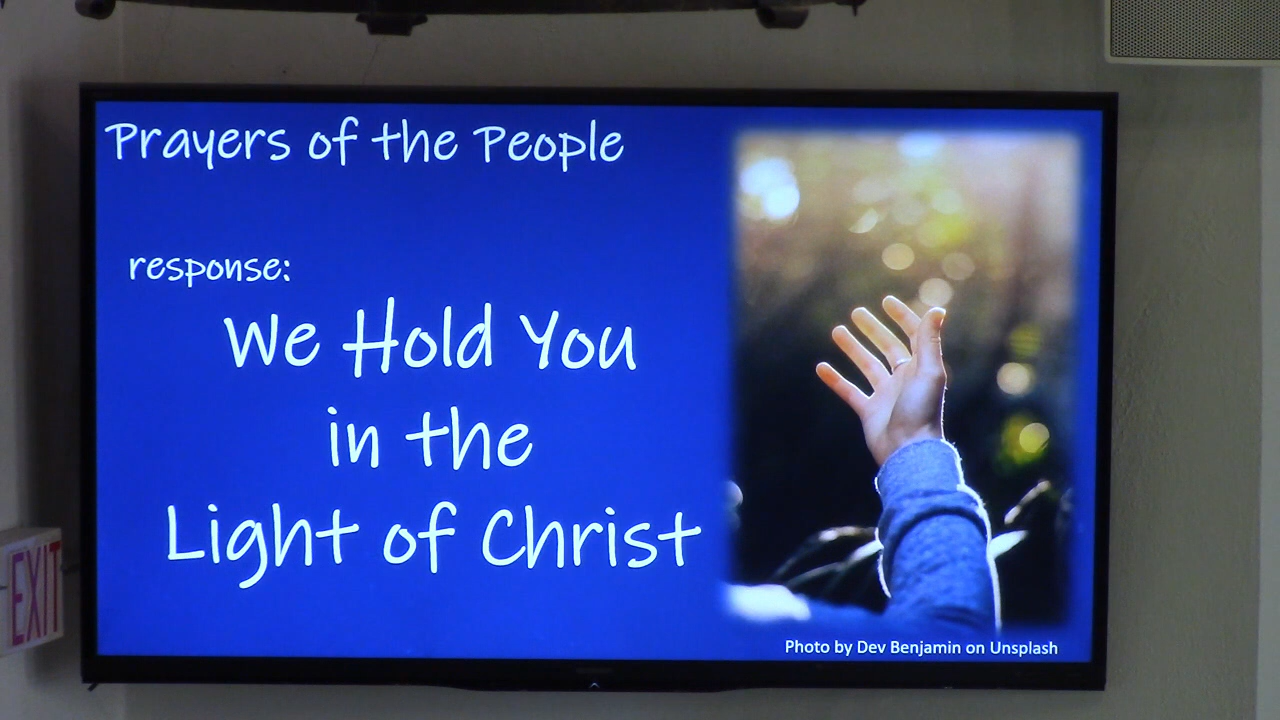 Prayers of the People
response:
We Hold You
in the
Light of Christ
Photo by Dev Benjamin on Unsplash
EXIT